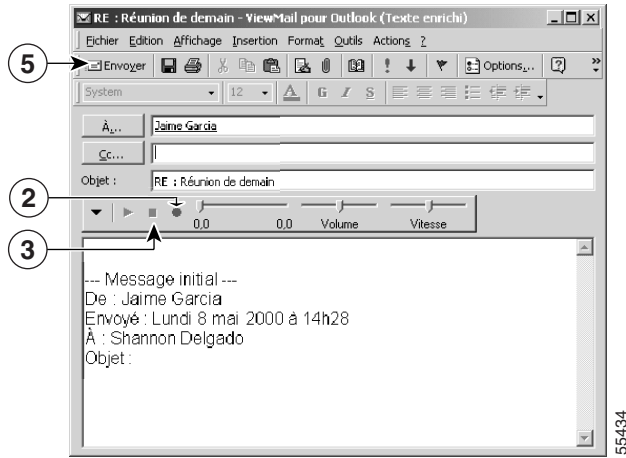 RE : Réunion de demain - ViewMail pour Outlook (Texte enrichi)
Fichier Edition Affichage Insertion Format Outils Actions ?
5
Envoyer Options...
System 12 A G I S
À... Jaime Garcia
Cc...
Objet : RE : Réunion de demain
2
0,0 0,0 Volume Vitesse
3
--- Message initial ---
De : Jaime Garcia
Envoyé : Lundi 8 mai 2000 à 14h28
À : Shannon Delgado
Objet :
55434